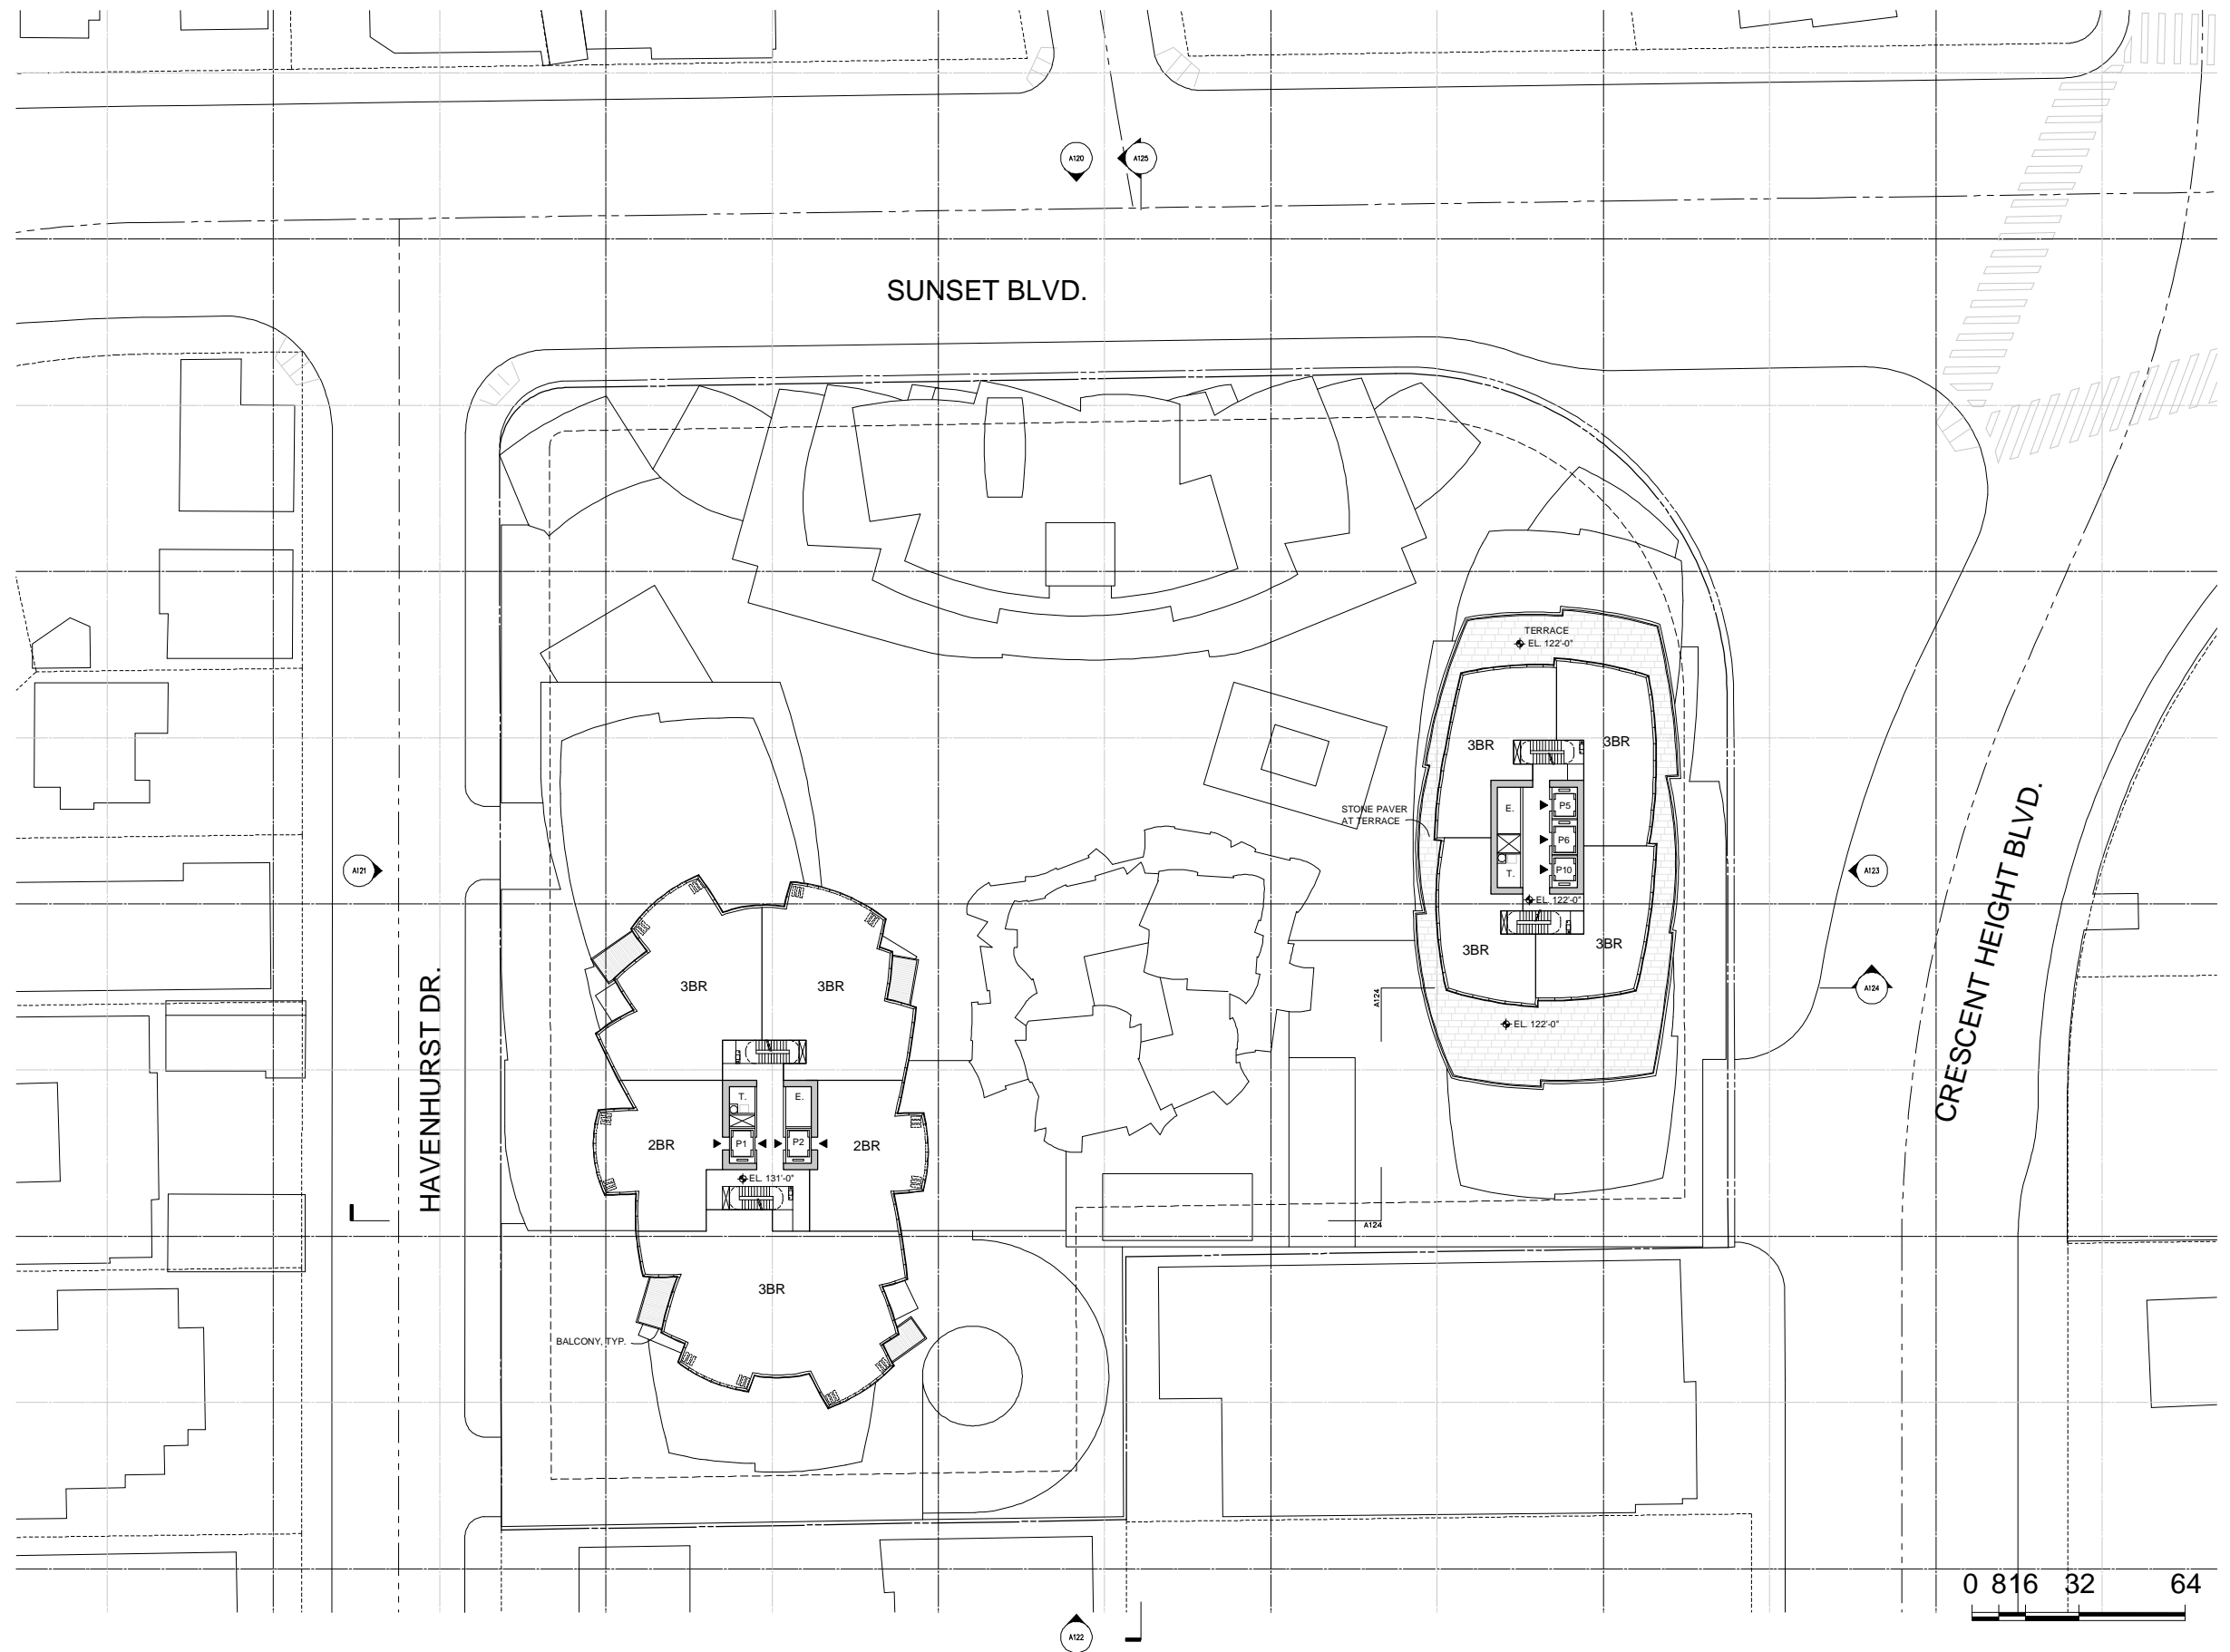 A120
A125
SUNSET BLVD.
TERRACE
EL. 122'-0"
3BR
3BR
STONE PAVER
AT TERRACE
E.
P5
P6
P10
T.
EL. 122'-0"
3BR
3BR
EL. 122'-0"
A121
A123
A124
A124
A124
HAVENHURST DR.
CRESCENT HEIGHT BLVD.
3BR
3BR
T.
E.
2BR
P1
P2
2BR
EL. 131'-0"
3BR
BALCONY, TYP.
0 8 16 32 64
A122